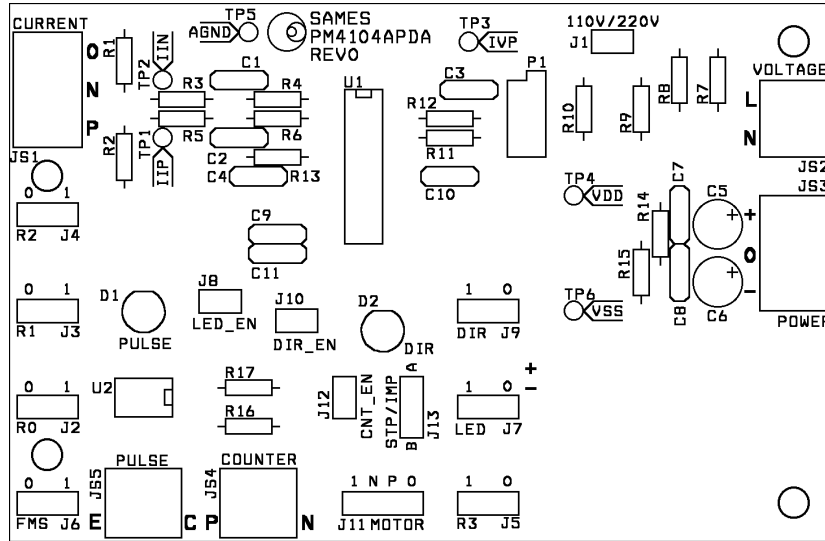 CURRENT
O
N
P
JS1
R1
IIN
TP2
AGND
TP5
SAMES
PM4104APDA
REVO
TP3
IVP
110V/220V
J1
VOLTAGE
L
N
JS2
R3
C1
R4
R5
R6
C2
R13
C4
R2
TP1
IIP
U1
C3
R12
R11
C10
P1
R10
R9
R8
R7
JS3
0 1
R2 J4
C9
C11
TP4
VDD
R14
C7
C5
+
O
-
R15
TP6
VSS
C8
C6
+
+
POWER
0 1
R1 J3
D1
PULSE
J8
LED_EN
J10
DIR_EN
D2
DIR
1 0
DIR J9
0 1
R0 J2
U2
R17
R16
J12
CNT_EN
STP/IMP
A
B
J13
1 0
LED J7
+
-
0 1
FMS J6
PULSE
JS5
E C
COUNTER
JS4
P N
1 N P 0
J11 MOTOR
1 0
R3 J5